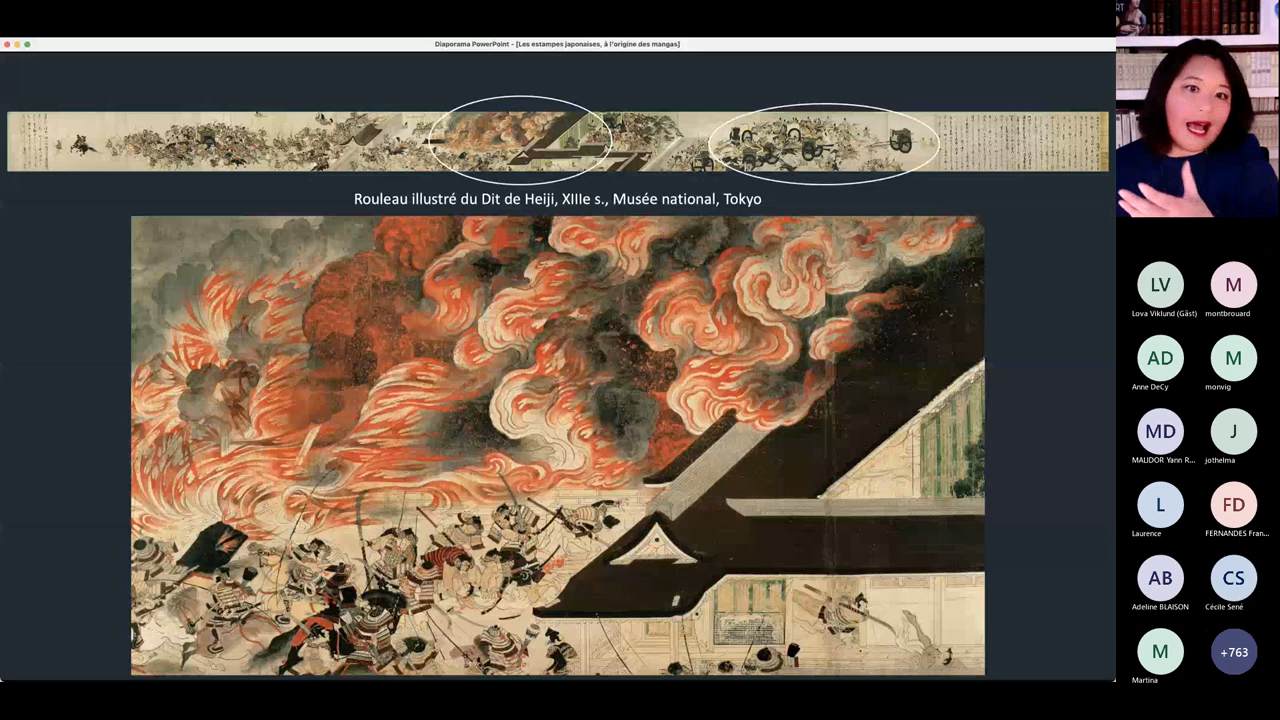 Diaporama PowerPoint - [Les estampes japonaises, à l'origine des mangas]
Rouleau illustré du Dit de Heiji, XIIIe s., Musée national, Tokyo
LV
M
Lova Viklund (Gäst)
montbrouard
AD
M
Anne DeCy
monvig
MD
J
MALIDOR Yann R...
jothelma
L
FD
Laurence
FERNANDES Fran...
AB
CS
Adeline BLAISON
Cécile Sené
M
+763
Martina